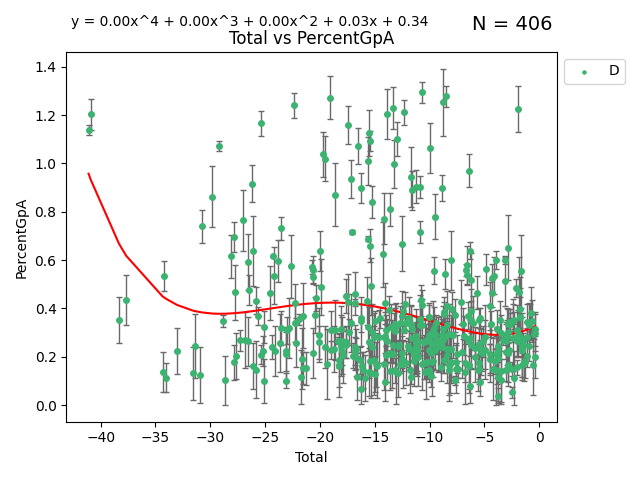 y = 0.00x^4 + 0.00x^3 + 0.00x^2 + 0.03x + 0.34
N = 406
Total vs PercentGpA
D
1.4
1.2
1.0
0.8
0.6
0.4
0.2
0.0
PercentGpA
−40 −35 −30 −25 −20 −15 −10 −5 0
Total